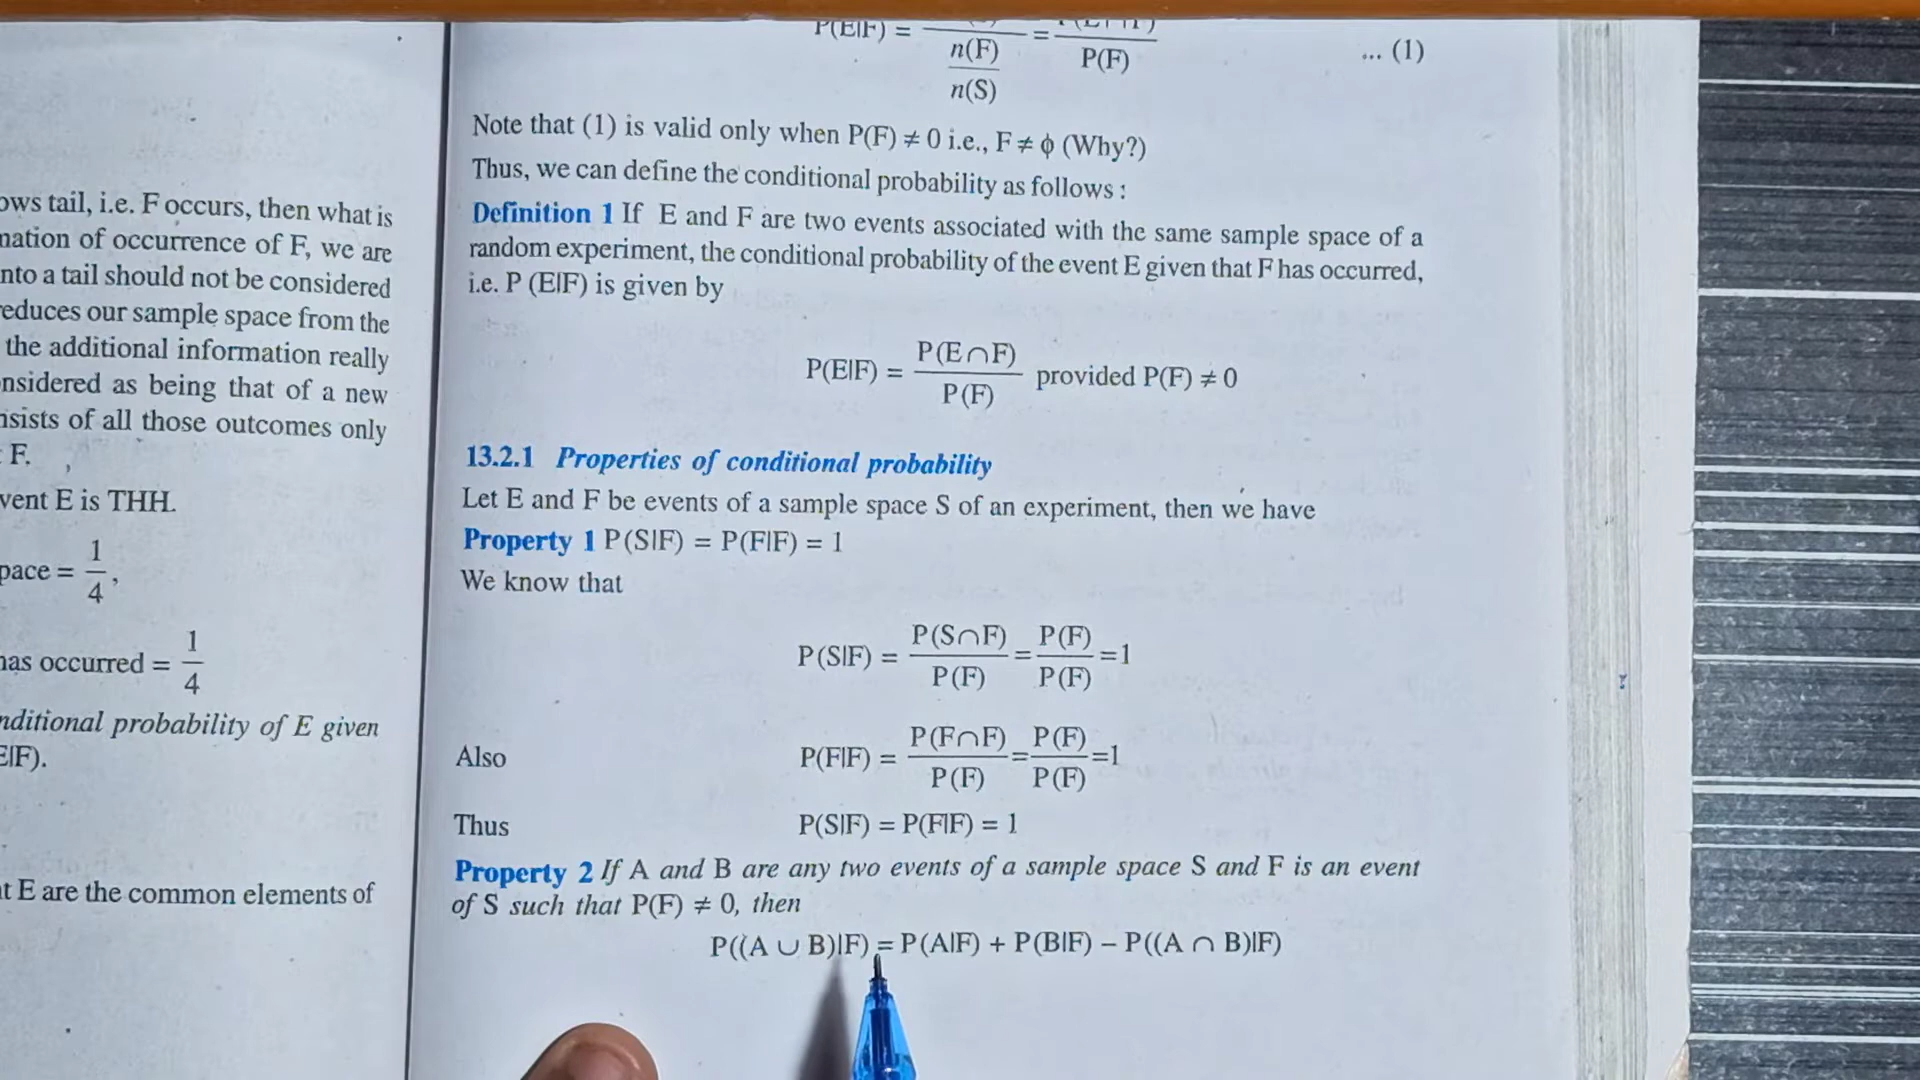 ows tail, i.e. F occurs, then what is
nation of occurrence of F, we are
nto a tail should not be considered
educes our sample space from the
the additional information really
nsidered as being that of a new
nsists of all those outcomes only
F.
vent E is THH.
pace = 1/4,
has occurred = 1/4
nditional probability of E given
E|F).
t E are the common elements of
P(E|F) = n(F)/n(S) = P(E∩F)/P(F) ... (1)
Note that (1) is valid only when P(F) ≠ 0 i.e., F ≠ ϕ (Why?)
Thus, we can define the conditional probability as follows :
Definition 1 If E and F are two events associated with the same sample space of a
random experiment, the conditional probability of the event E given that F has occurred,
i.e. P (E|F) is given by
P(E|F) = P(E∩F)/P(F) provided P(F) ≠ 0
13.2.1 Properties of conditional probability
Let E and F be events of a sample space S of an experiment, then we have
Property 1 P(S|F) = P(F|F) = 1
We know that
P(S|F) = P(S∩F)/P(F) = P(F)/P(F) = 1
Also P(F|F) = P(F∩F)/P(F) = P(F)/P(F) = 1
Thus P(S|F) = P(F|F) = 1
Property 2 If A and B are any two events of a sample space S and F is an event
of S such that P(F) ≠ 0, then
P((A ∪ B)|F) = P(A|F) + P(B|F) – P((A ∩ B)|F)